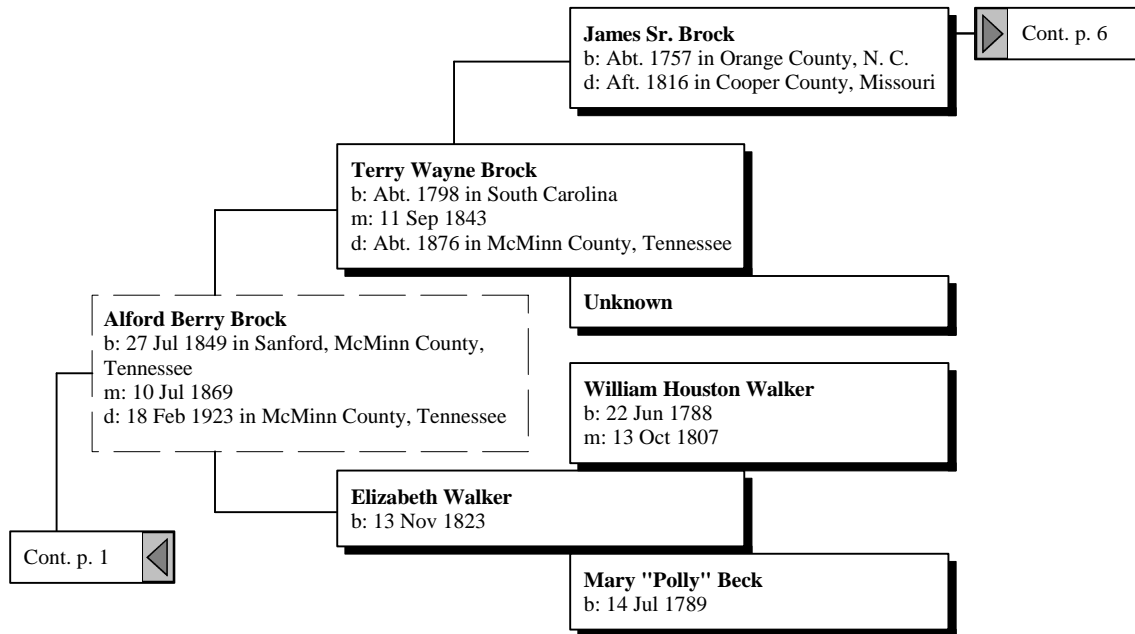 James Sr. Brock
b: Abt. 1757 in Orange County, N. C.
d: Aft. 1816 in Cooper County, Missouri
Cont. p. 6
Terry Wayne Brock
b: Abt. 1798 in South Carolina
m: 11 Sep 1843
d: Abt. 1876 in McMinn County, Tennessee
Unknown
Alford Berry Brock
b: 27 Jul 1849 in Sanford, McMinn County,
Tennessee
m: 10 Jul 1869
d: 18 Feb 1923 in McMinn County, Tennessee
William Houston Walker
b: 22 Jun 1788
m: 13 Oct 1807
Elizabeth Walker
b: 13 Nov 1823
Cont. p. 1
Mary "Polly" Beck
b: 14 Jul 1789